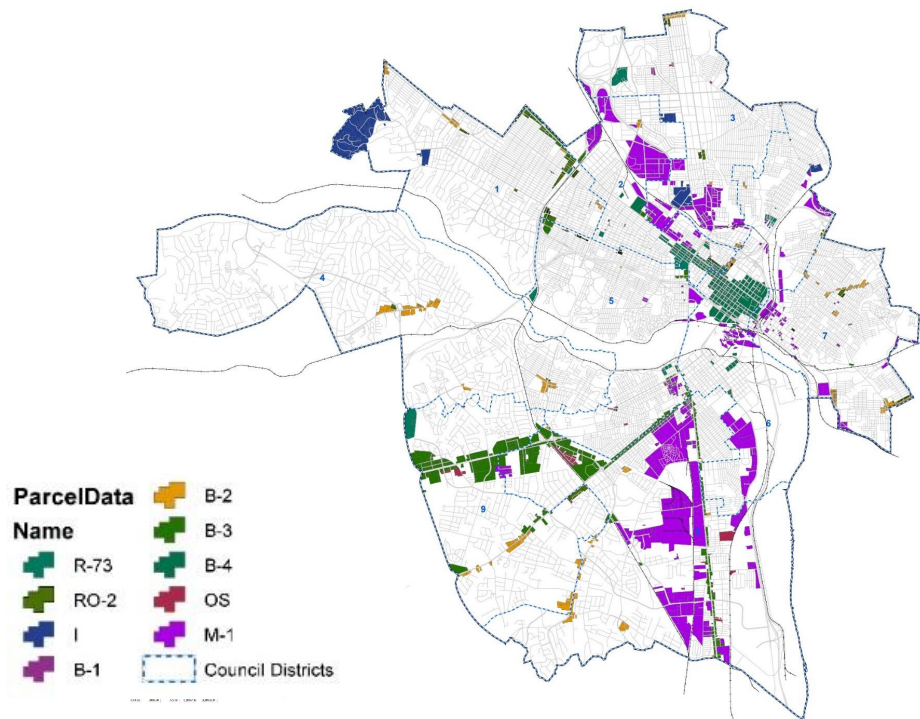 3
1
2
4
5
7
6
9
ParcelData
Name
R-73
RO-2
I
B-1
B-2
B-3
B-4
OS
M-1
Council Districts